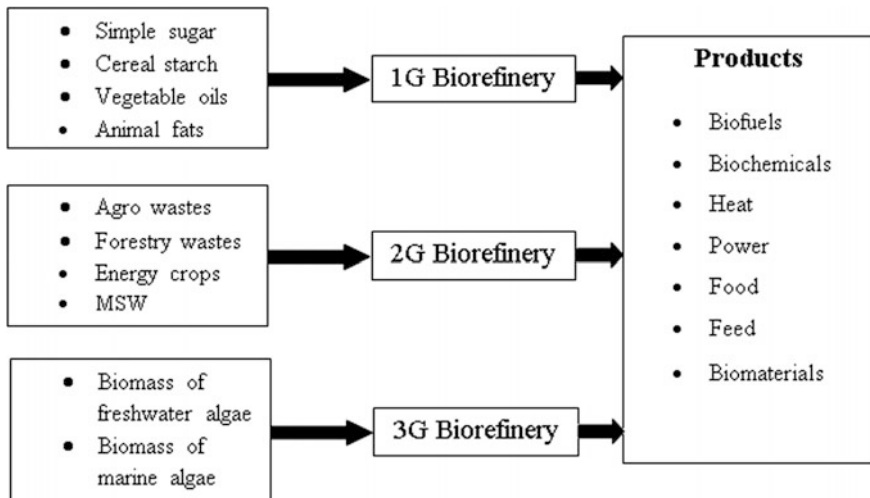 • Simple sugar
• Cereal starch
• Vegetable oils
• Animal fats
1G Biorefinery
• Agro wastes
• Forestry wastes
• Energy crops
• MSW
2G Biorefinery
• Biomass of
freshwater algae
• Biomass of
marine algae
3G Biorefinery
Products
• Biofuels
• Biochemicals
• Heat
• Power
• Food
• Feed
• Biomaterials